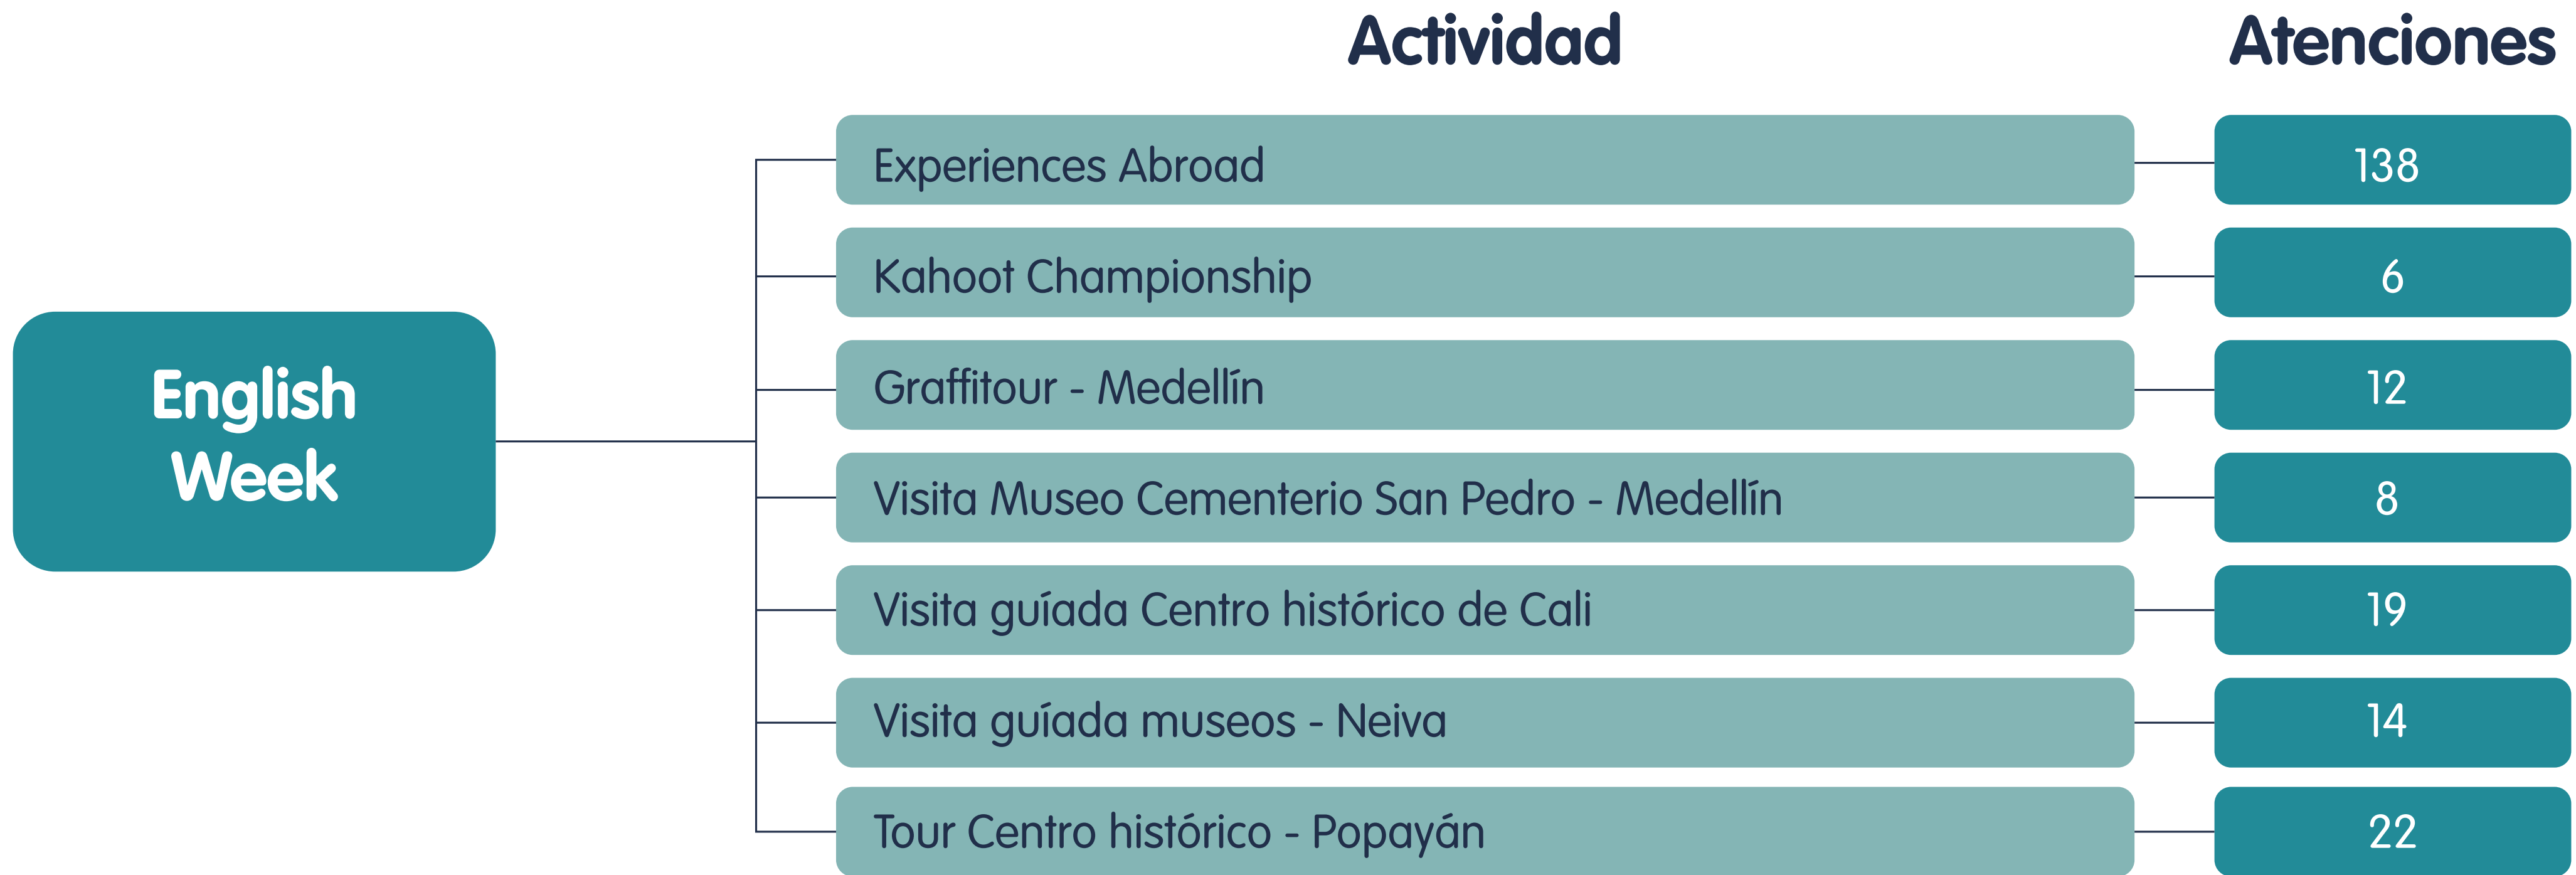 Actividad Atenciones
Experiences Abroad 138
Kahoot Championship 6
Graffitour - Medellín 12
English
Week
Visita Museo Cementerio San Pedro - Medellín 8
Visita guíada Centro histórico de Cali 19
Visita guíada museos - Neiva 14
Tour Centro histórico - Popayán 22